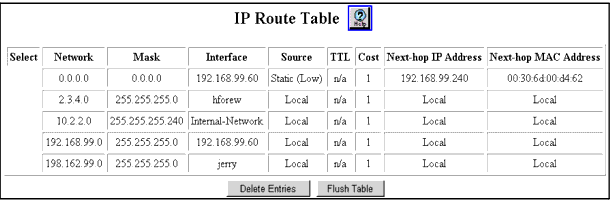 IP Route Table
Help
Select Network Mask Interface Source TTL Cost Next-hop IP Address Next-hop MAC Address
0.0.0.0 0.0.0.0 192.168.99.60 Static (Low) n/a 1 192.168.99.240 00:30:6d:00:d4:62
2.3.4.0 255.255.255.0 hforew Local n/a 1 Local Local
10.2.2.0 255.255.255.240 Internal-Network Local n/a 1 Local Local
192.168.99.0 255.255.255.0 192.168.99.60 Local n/a 1 Local Local
198.162.99.0 255.255.255.0 jerry Local n/a 1 Local Local
Delete Entries Flush Table